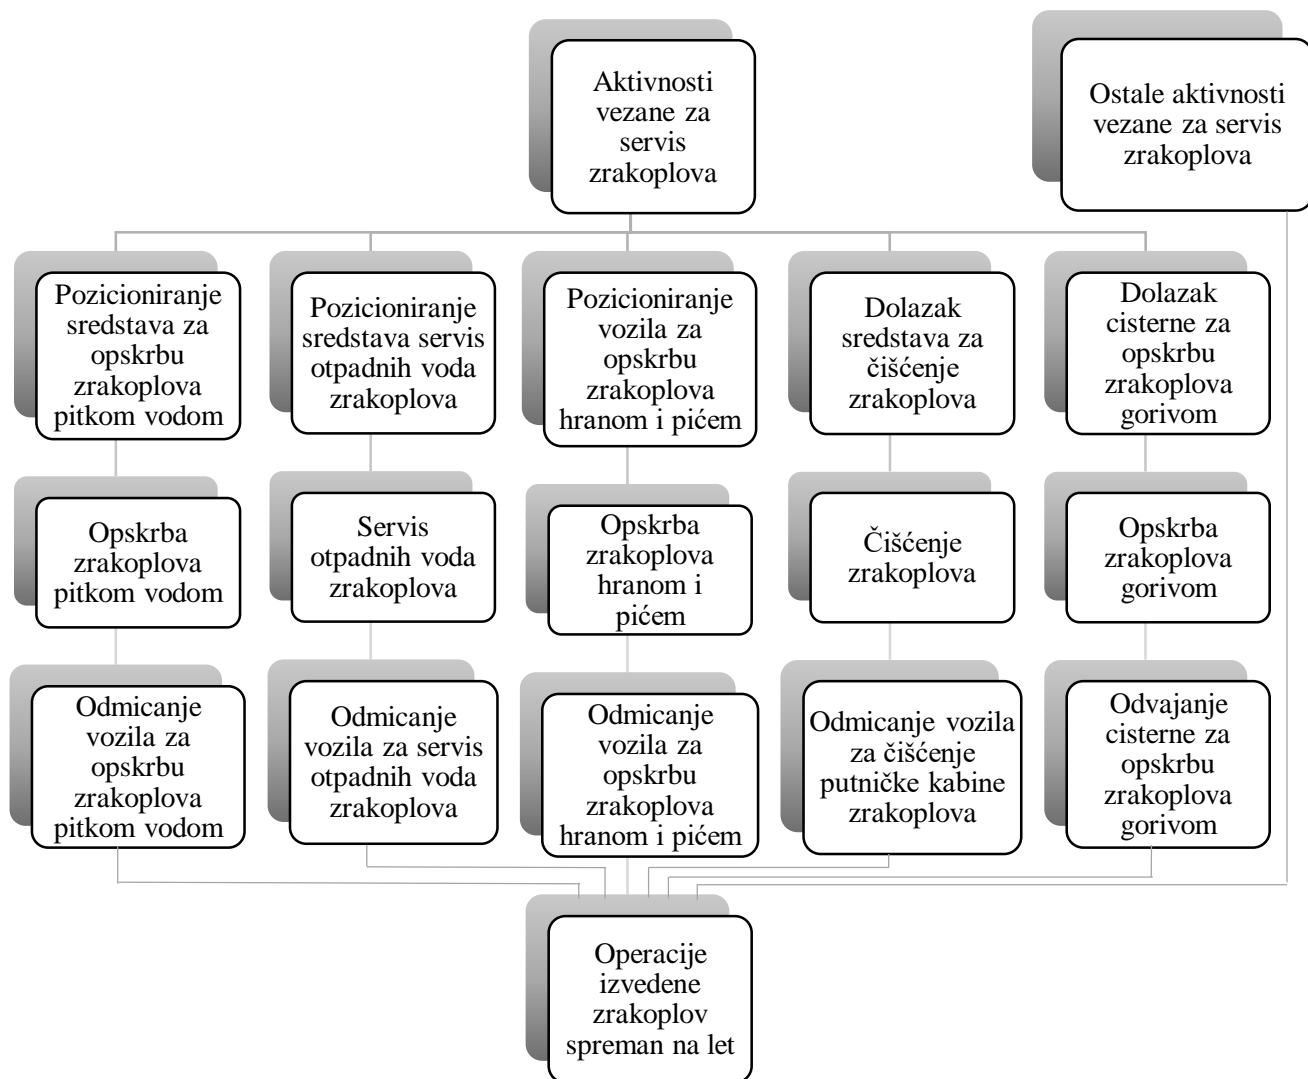 Aktivnosti
vezane za
servis
zrakoplova
Ostale aktivnosti
vezane za servis
zrakoplova
Pozicioniranje
sredstava za
opskrbu
zrakoplova
pitkom vodom
Pozicioniranje
sredstava servis
otpadnih voda
zrakoplova
Pozicioniranje
vozila za
opskrbu
zrakoplova
hranom i pićem
Dolazak
sredstava za
čišćenje
zrakoplova
Dolazak
cisterne za
opskrbu
zrakoplova
gorivom
Opskrba
zrakoplova
pitkom vodom
Servis
otpadnih voda
zrakoplova
Opskrba
zrakoplova
hranom i
pićem
Čišćenje
zrakoplova
Opskrba
zrakoplova
gorivom
Odmicanje
vozila za
opskrbu
zrakoplova
pitkom vodom
Odmicanje
vozila za servis
otpadnih voda
zrakoplova
Odmicanje
vozila za
opskrbu
zrakoplova
hranom i pićem
Odmicanje vozila
za čišćenje
putničke kabine
zrakoplova
Odvajanje
cisterne za
opskrbu
zrakoplova
gorivom
Operacije
izvedene
zrakoplov
spreman na let